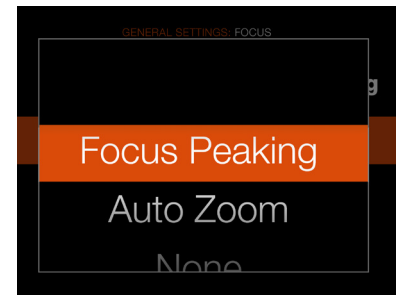 GENERAL SETTINGS: FOCUS
g
Focus Peaking
Auto Zoom
None